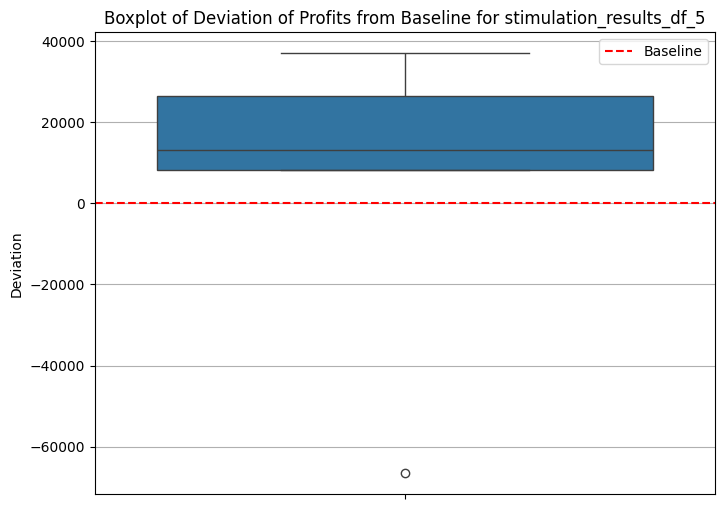 Boxplot of Deviation of Profits from Baseline for stimulation_results_df_5
40000
Baseline
20000
0
Deviation
−20000
−40000
−60000